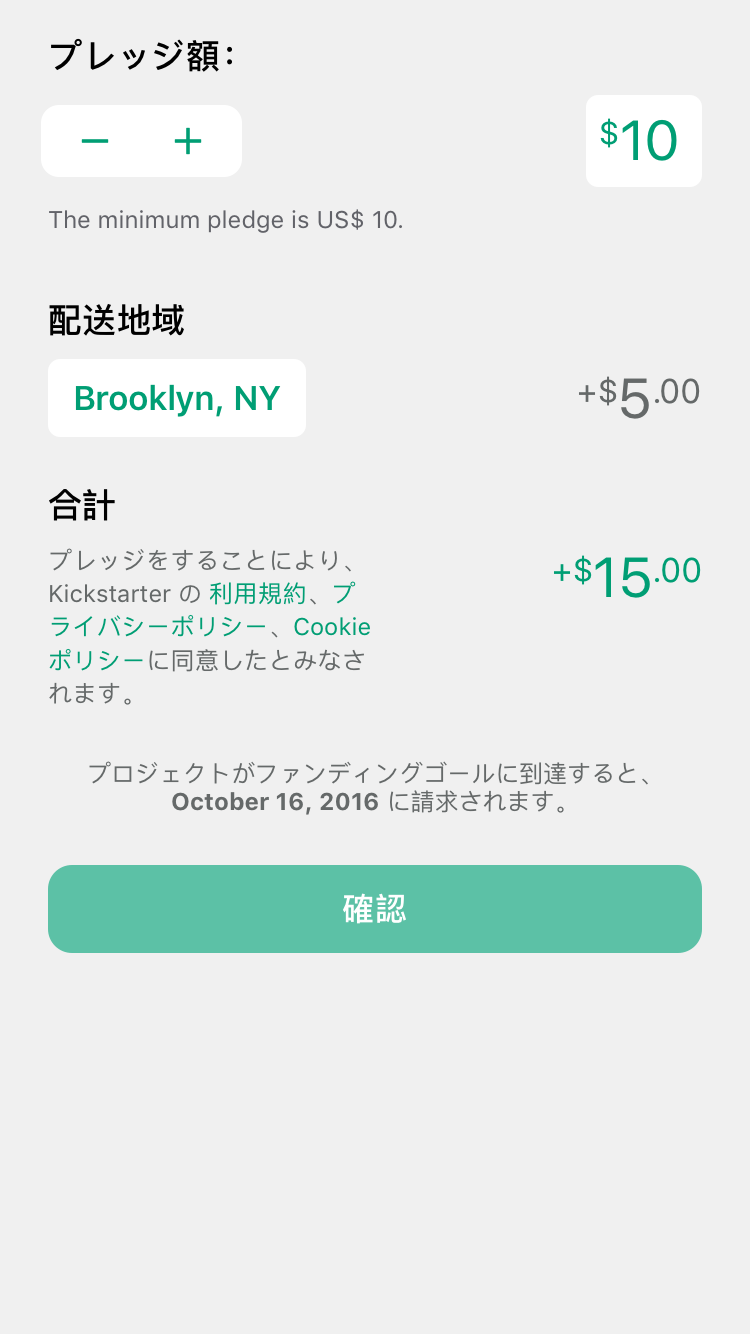 プレッジ額：
− +
$10
The minimum pledge is US$ 10.
配送地域
Brooklyn, NY
+$5.00
合計
プレッジをすることにより、
Kickstarter の 利用規約、プ
ライバシーポリシー、Cookie
ポリシーに同意したとみなさ
れます。
+$15.00
プロジェクトがファンディングゴールに到達すると、
October 16, 2016 に請求されます。
確認